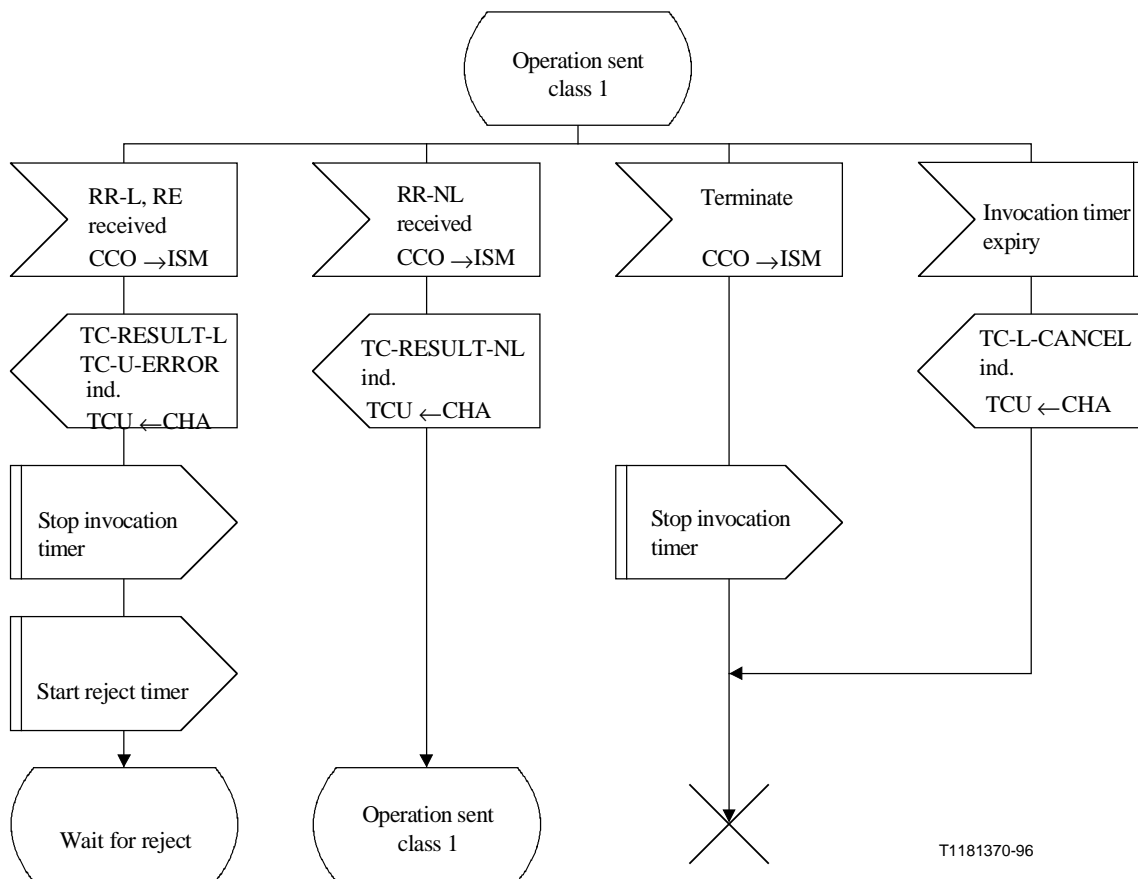 Operation sent
class 1
RR-L, RE
received
CCO →ISM
RR-NL
received
CCO →ISM
Terminate
CCO →ISM
Invocation timer
expiry
TC-RESULT-L
TC-U-ERROR
ind.
TCU ←CHA
TC-RESULT-NL
ind.
TCU ←CHA
TC-L-CANCEL
ind.
TCU ←CHA
Stop invocation
timer
Stop invocation
timer
Start reject timer
Wait for reject
Operation sent
class 1
T1181370-96